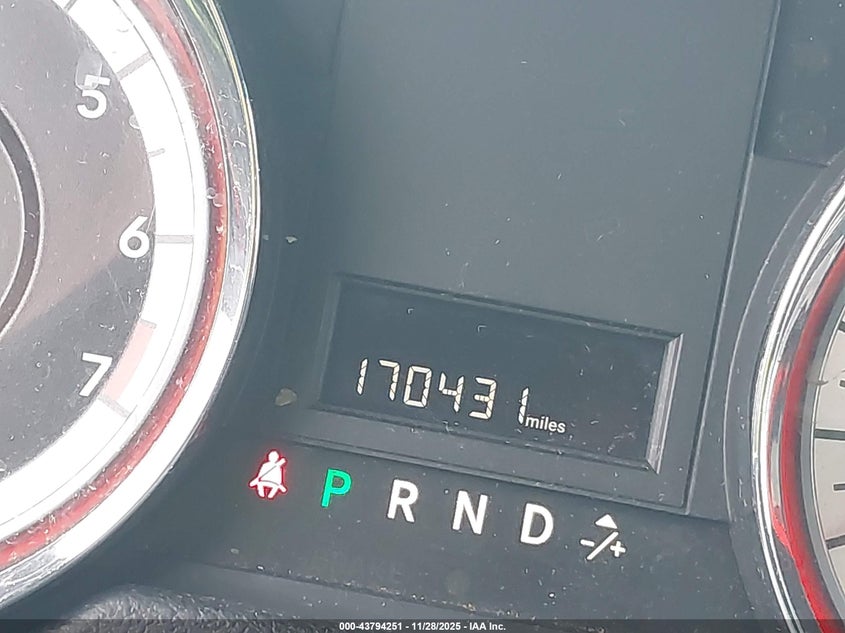 5
6
7
170431 miles
P R N D -/+
000-43794251 - 11/28/2025 - IAA Inc.